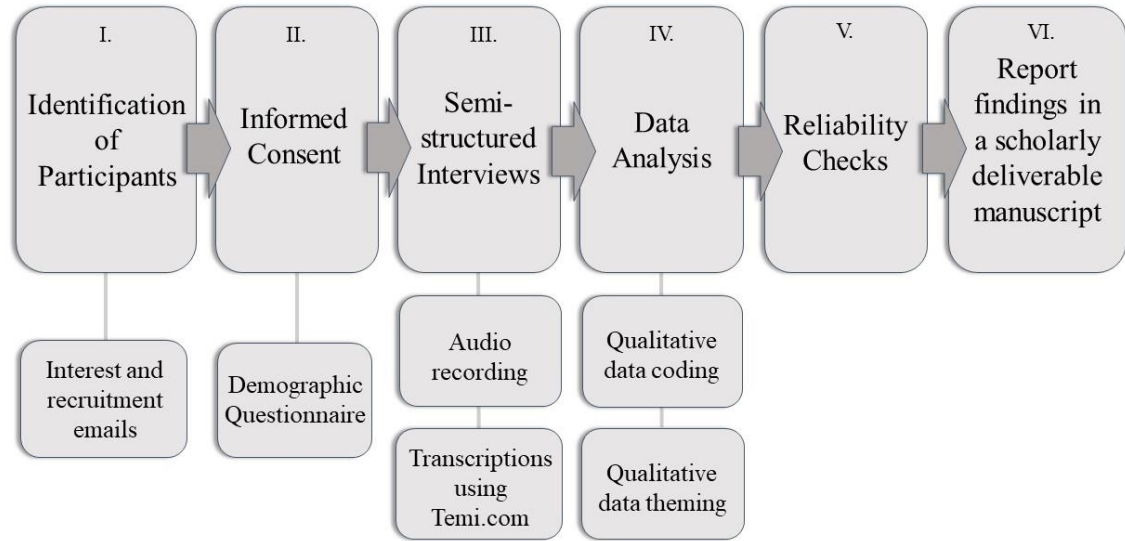 I.
Identification
of
Participants
II.
Informed
Consent
III.
Semi-
structured
Interviews
IV.
Data
Analysis
V.
Reliability
Checks
VI.
Report
findings in
a scholarly
deliverable
manuscript
Interest and
recruitment
emails
Demographic
Questionnaire
Audio
recording
Transcriptions
using
Temi.com
Qualitative
data coding
Qualitative
data theming